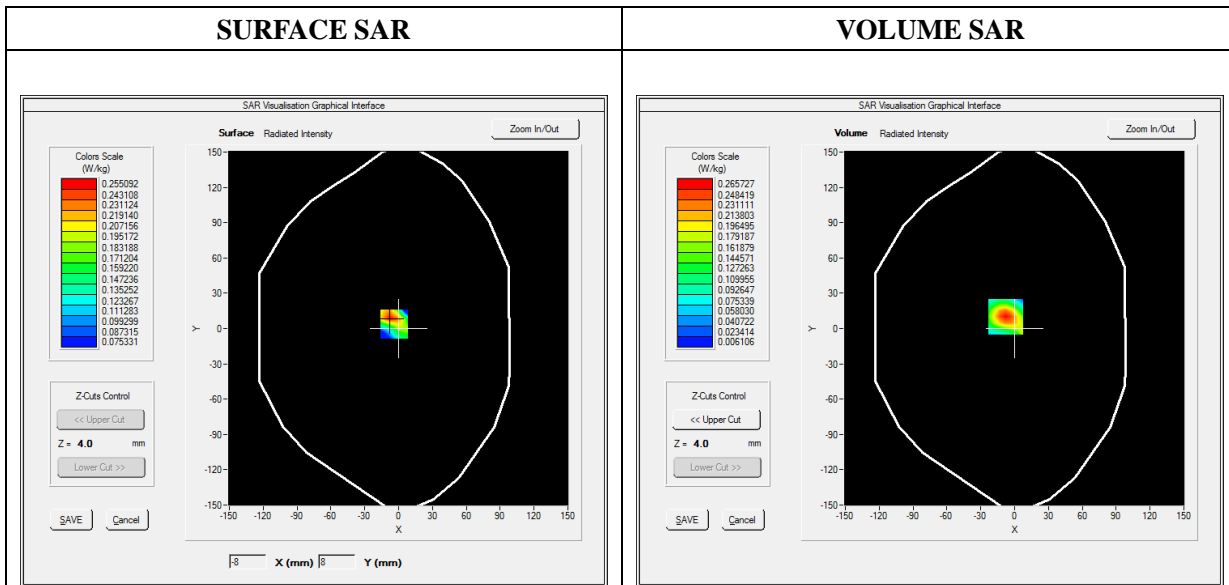 SURFACE SAR
VOLUME SAR
SAR Visualisation Graphical Interface
Surface Radiated Intensity
Zoom In/Out
Colors Scale
(W/kg)
0.255092
0.243108
0.231124
0.219140
0.207156
0.195172
0.183188
0.171204
0.159220
0.147236
0.135252
0.123267
0.111283
0.099299
0.087315
0.075331
Z-Cuts Control
<< Upper Cut
Z = 4.0 mm
Lower Cut >>
SAVE Cancel
150
120
90
60
30
0
-30
-60
-90
-120
-150
Y
-150 -120 -90 -60 -30 0 30 60 90 120 150
X
-8 X (mm) 8 Y (mm)
SAR Visualisation Graphical Interface
Volume Radiated Intensity
Zoom In/Out
Colors Scale
(W/kg)
0.265727
0.248419
0.231111
0.213803
0.196495
0.179187
0.161879
0.144571
0.127263
0.109955
0.092647
0.075339
0.058030
0.040722
0.023414
0.006106
Z-Cuts Control
<< Upper Cut
Z = 4.0 mm
Lower Cut >>
SAVE Cancel
150
120
90
60
30
0
-30
-60
-90
-120
-150
Y
-150 -120 -90 -60 -30 0 30 60 90 120 150
X